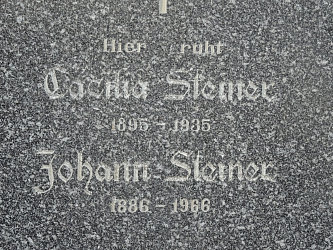 Hier ruht
Cäcilia Steiner
1895 - 1935
Johann Steiner
1886 - 1966